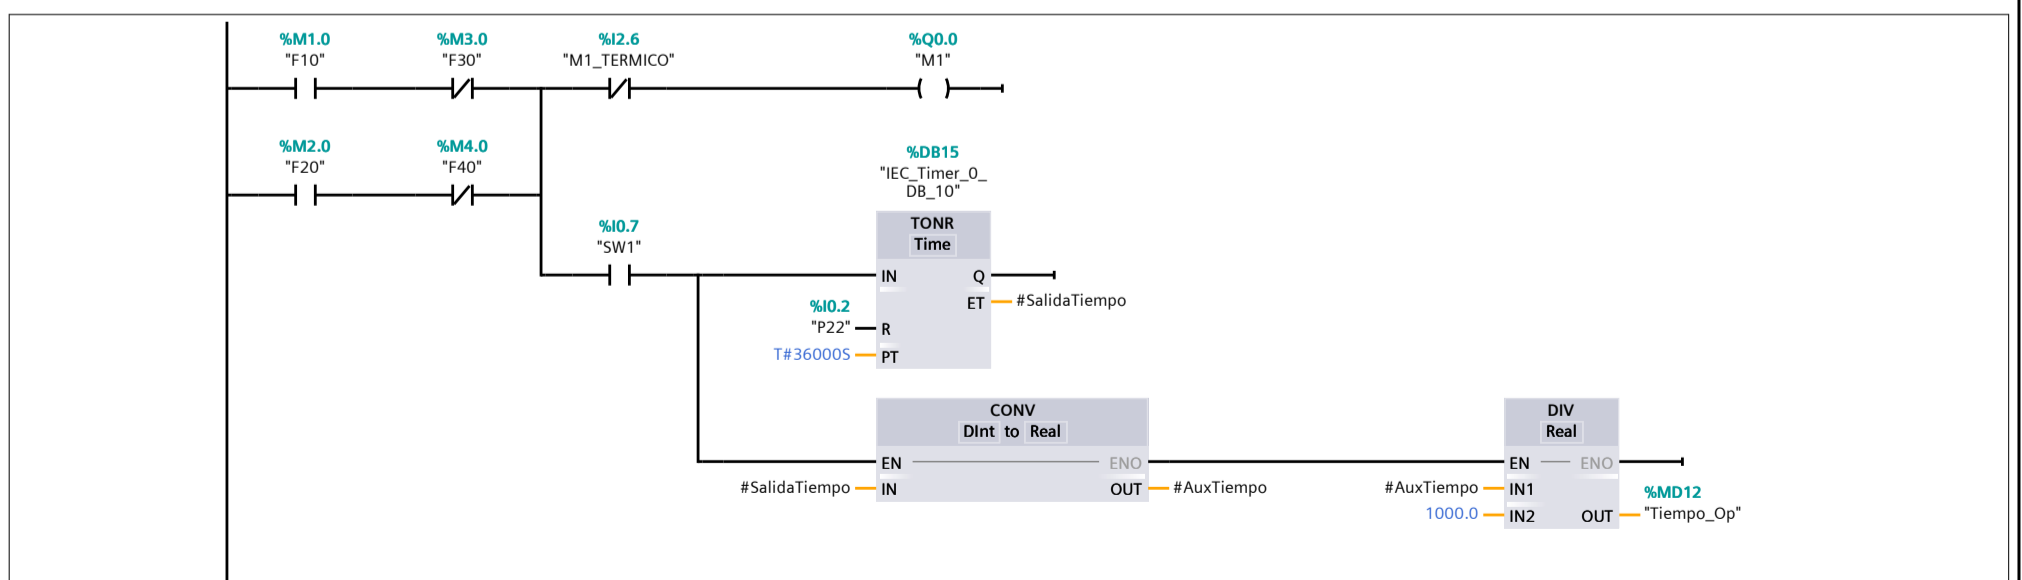 %M1.0 %M3.0 %I2.6 %Q0.0
"F10" "F30" "M1_TERMICO" "M1"
%M2.0 %M4.0
"F20" "F40"
%DB15
"IEC_Timer_0_
DB_10"
%I0.7
"SW1"
TONR
Time
IN Q
ET #SalidaTiempo
%I0.2
"P22" R
T#36000S PT
CONV
DInt to Real
EN ENO
#SalidaTiempo IN OUT #AuxTiempo
DIV
Real
EN ENO
#AuxTiempo IN1
%MD12
1000.0 IN2 OUT "Tiempo_Op"